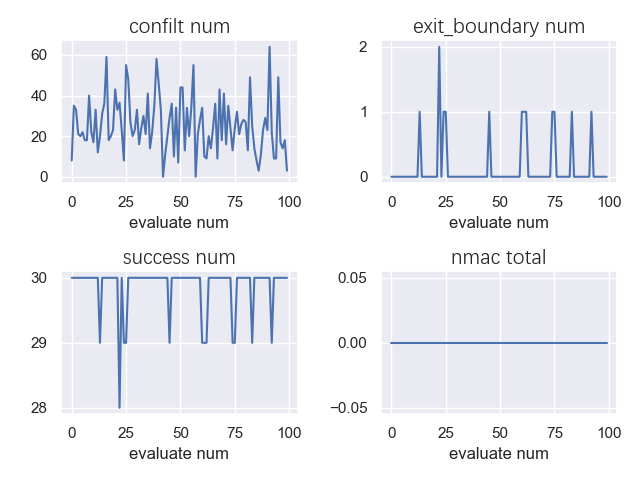 confilt num
60
40
20
0
0 25 50 75 100
evaluate num
exit_boundary num
2
1
0
0 25 50 75 100
evaluate num
success num
30
29
28
0 25 50 75 100
evaluate num
nmac total
0.05
0.00
−0.05
0 25 50 75 100
evaluate num